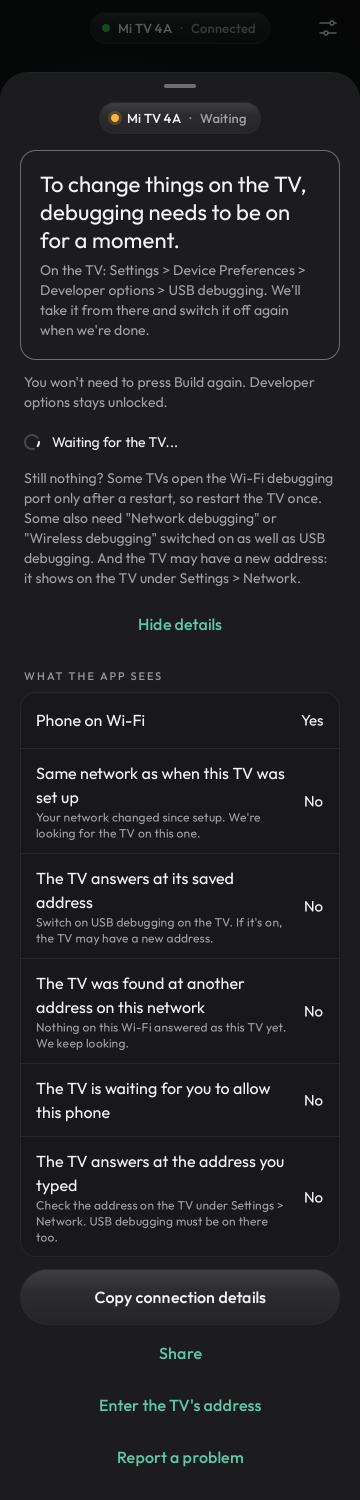 Mi TV 4A · Connected
Mi TV 4A · Waiting
To change things on the TV,
debugging needs to be on
for a moment.
On the TV: Settings > Device Preferences >
Developer options > USB debugging. We'll
take it from there and switch it off again
when we're done.
You won't need to press Build again. Developer
options stays unlocked.
Waiting for the TV...
Still nothing? Some TVs open the Wi-Fi debugging
port only after a restart, so restart the TV once.
Some also need "Network debugging" or
"Wireless debugging" switched on as well as USB
debugging. And the TV may have a new address:
it shows on the TV under Settings > Network.
Hide details
WHAT THE APP SEES
Phone on Wi-Fi
Yes
Same network as when this TV was
set up
Your network changed since setup. We're
looking for the TV on this one.
No
The TV answers at its saved
address
Switch on USB debugging on the TV. If it's on,
the TV may have a new address.
No
The TV was found at another
address on this network
Nothing on this Wi-Fi answered as this TV yet.
We keep looking.
No
The TV is waiting for you to allow
this phone
No
The TV answers at the address you
typed
Check the address on the TV under Settings >
Network. USB debugging must be on there
too.
No
Copy connection details
Share
Enter the TV's address
Report a problem